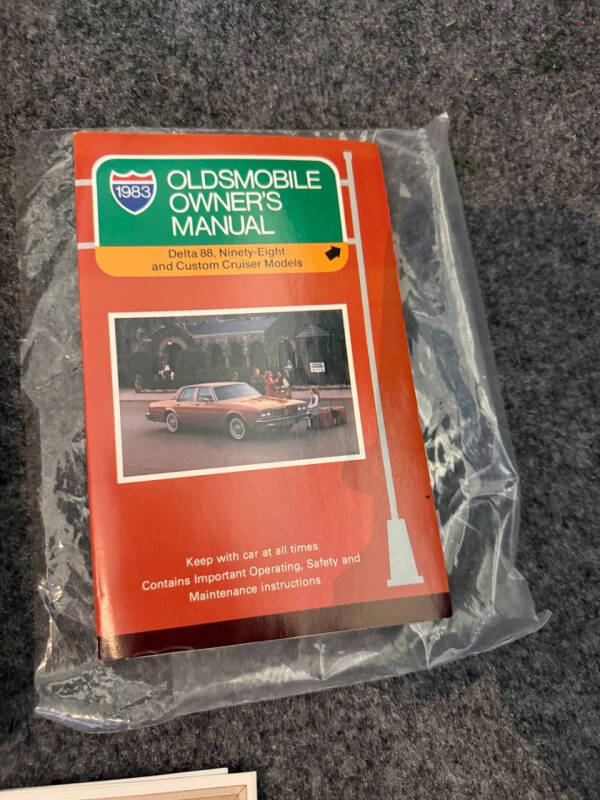 1983
OLDSMOBILE
OWNER'S
MANUAL
Delta 88, Ninety-Eight
and Custom Cruiser Models
Keep with car at all times
Contains Important Operating, Safety and
Maintenance instructions